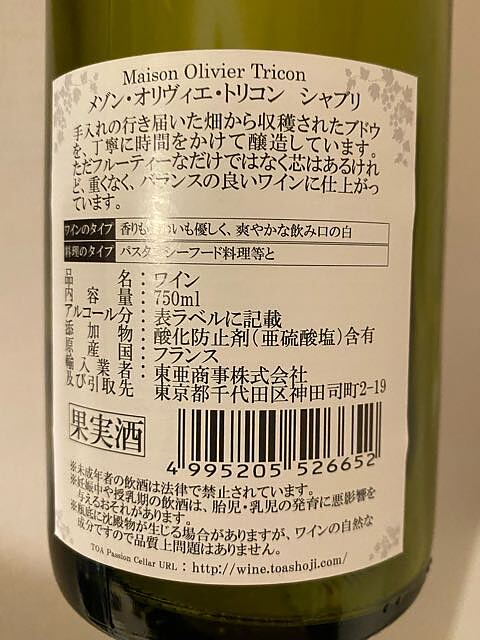 Maison Olivier Tricon
メゾン・オリヴィエ・トリコン シャブリ
手入れの行き届いた畑から収穫されたブドウ
を、丁寧に時間をかけて醸造しています。
ただフルーティーなだけではなく芯はあるけれ
ど、重くなく、バランスの良いワインに仕上がっ
ています。
ワインのタイプ 香りも味わいも優しく、爽やかな飲み口の白
料理のタイプ パスタ、シーフード料理等と
品名：ワイン
内容量：750ml
アルコール分：表ラベルに記載
添加物：酸化防止剤(亜硫酸塩)含有
原産国：フランス
輸入業者：東亜商事株式会社
及び引取先 東京都千代田区神田司町2-19
果実酒
4 995205 526652
※未成年者の飲酒は法律で禁止されています。
※妊娠中や授乳期の飲酒は、胎児・乳児の発育に悪影響を
与えるおそれがあります。
※瓶底に沈殿物が生じる場合がありますが、ワインの自然な
成分ですので品質上問題はありません。
TOA Passion Cellar URL : http://wine.toashoji.com/